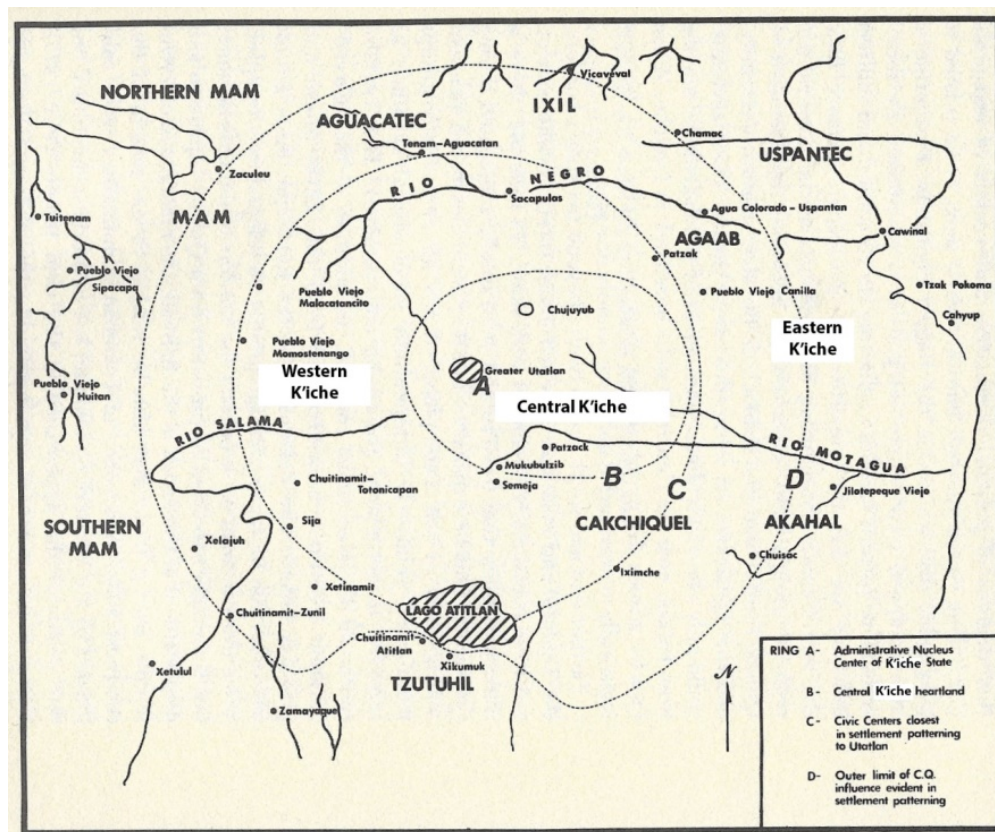 NORTHERN MAM
AGUACATEC
Tenam-Aguacatan
IXIL
Vicaveval
Chamac
USPANTEC
Zaculeu
MAM
RIO NEGRO
Sacapulas
Agua Colorada-Uspantan
AGAAB
Cawinal
Tuitenam
Pueblo Viejo
Sipacapa
Patzak
Pueblo Viejo
Malacatancito
Pueblo Viejo Canilla
Tzak Pokoma
Cahyup
Chujuyub
Pueblo Viejo
Momostenango
Eastern
K'iche
Western
K'iche
Greater Utatlan
A
Central K'iche
Pueblo Viejo
Huitan
RIO SALAMA
Patzack
RIO MOTAGUA
Mukubulzib
Semeja
B
C
D
Chuitinamit-
Totonicapan
Jilotepeque Viejo
SOUTHERN
MAM
Sija
CAKCHIQUEL
AKAHAL
Xelajuh
Chuisac
Iximche
Xetinamit
LAGO ATITLAN
Chuitinamit-Zunil
Chuitinamit-
Atitlan
Xikumuk
Xetulul
TZUTUHIL
Zamayaque
N
RING A- Administrative Nucleus
Center of K'iche State
B- Central K'iche heartland
C- Civic Centers closest
in settlement patterning
to Utatlan
D- Outer limit of C.Q.
influence evident in
settlement patterning